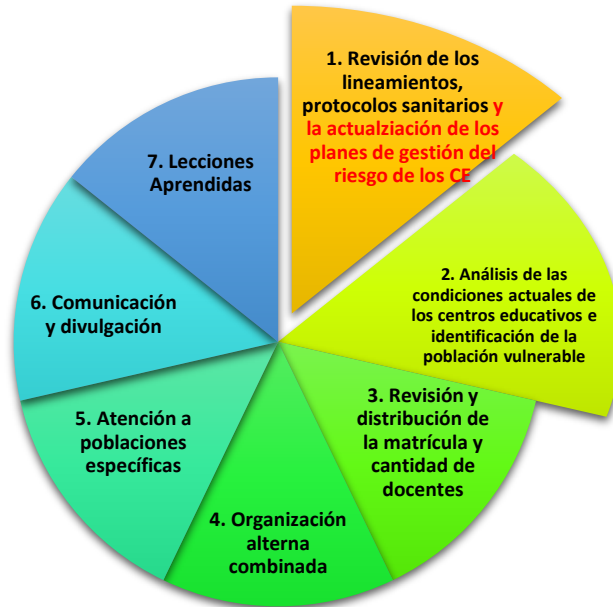 1. Revisión de los
lineamientos,
protocolos sanitarios y
la actualziación de los
planes de gestión del
riesgo de los CE
2. Análisis de las
condiciones actuales de
los centros educativos e
identificación de la
población vulnerable
3. Revisión y
distribución de
la matrícula y
cantidad de
docentes
4. Organización
alterna
combinada
5. Atención a
poblaciones
específicas
6. Comunicación
y divulgación
7. Lecciones
Aprendidas